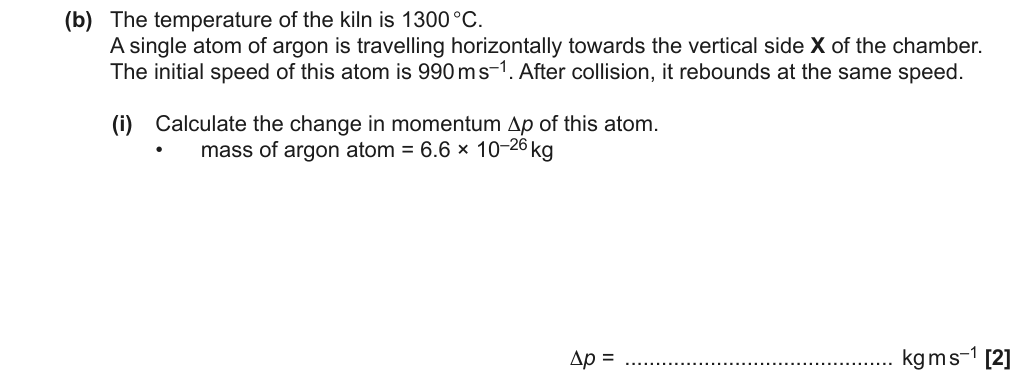 (b) The temperature of the kiln is 1300 °C.
A single atom of argon is travelling horizontally towards the vertical side X of the chamber.
The initial speed of this atom is 990 m s⁻¹. After collision, it rebounds at the same speed.
(i) Calculate the change in momentum Δp of this atom.
• mass of argon atom = 6.6 × 10⁻²⁶ kg
Δp = ........................................... kg m s⁻¹ [2]